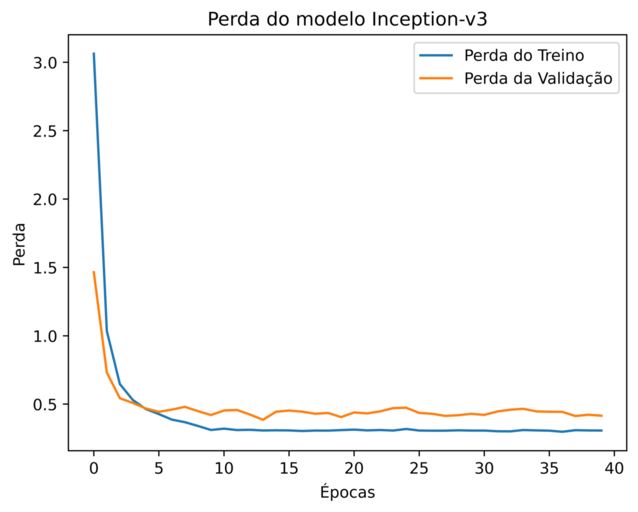 Perda do modelo Inception-v3
Perda do Treino
Perda da Validação
Perda
3.0
2.5
2.0
1.5
1.0
0.5
0 5 10 15 20 25 30 35 40
Épocas